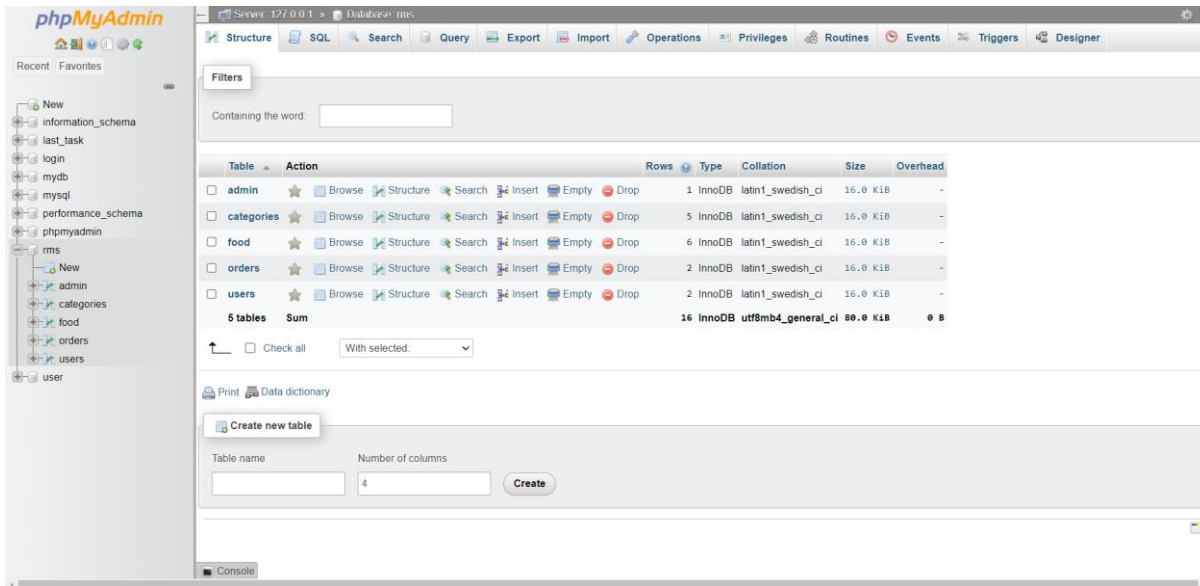 phpMyAdmin
Recent Favorites
New
information_schema
last_task
login
mydb
mysql
performance_schema
phpmyadmin
rms
New
admin
categories
food
orders
users
user
Server: 127.0.0.1 » Database: rms
Structure SQL Search Query Export Import Operations Privileges Routines Events Triggers Designer
Filters
Containing the word:
Table Action Rows Type Collation Size Overhead
admin Browse Structure Search Insert Empty Drop 1 InnoDB latin1_swedish_ci 16.0 KiB -
categories Browse Structure Search Insert Empty Drop 5 InnoDB latin1_swedish_ci 16.0 KiB -
food Browse Structure Search Insert Empty Drop 6 InnoDB latin1_swedish_ci 16.0 KiB -
orders Browse Structure Search Insert Empty Drop 2 InnoDB latin1_swedish_ci 16.0 KiB -
users Browse Structure Search Insert Empty Drop 2 InnoDB latin1_swedish_ci 16.0 KiB -
5 tables Sum 16 InnoDB utf8mb4_general_ci 80.0 KiB 0 B
Check all With selected:
Print Data dictionary
Create new table
Table name Number of columns
4 Create
Console